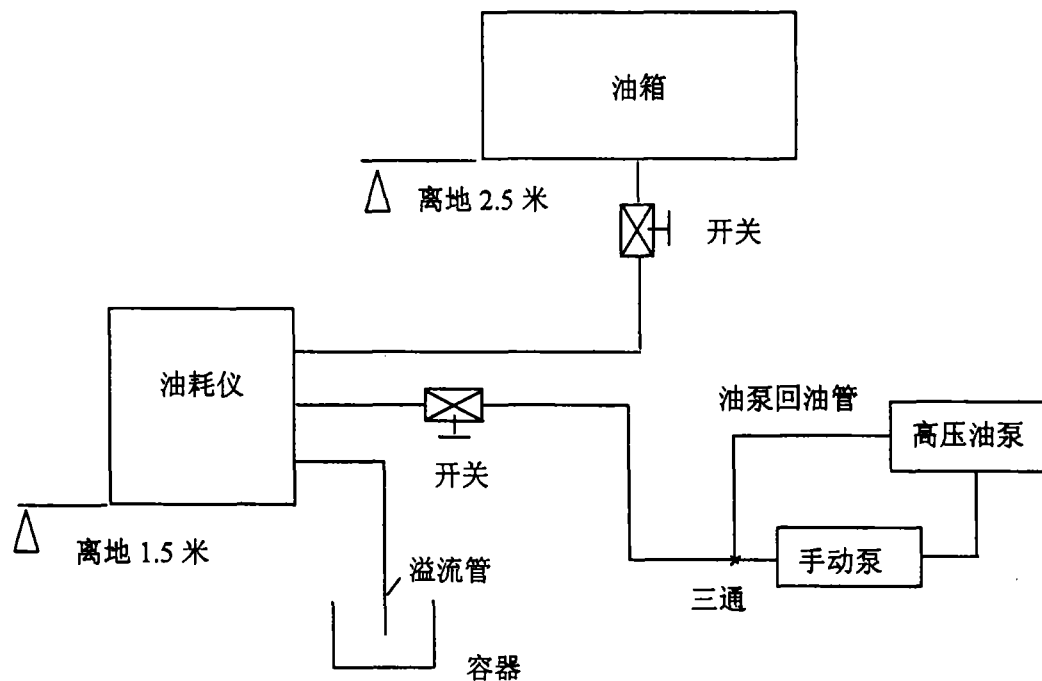 油箱
离地 2.5 米
开关
油耗仪
油泵回油管
高压油泵
开关
离地 1.5 米
手动泵
溢流管
三通
容器